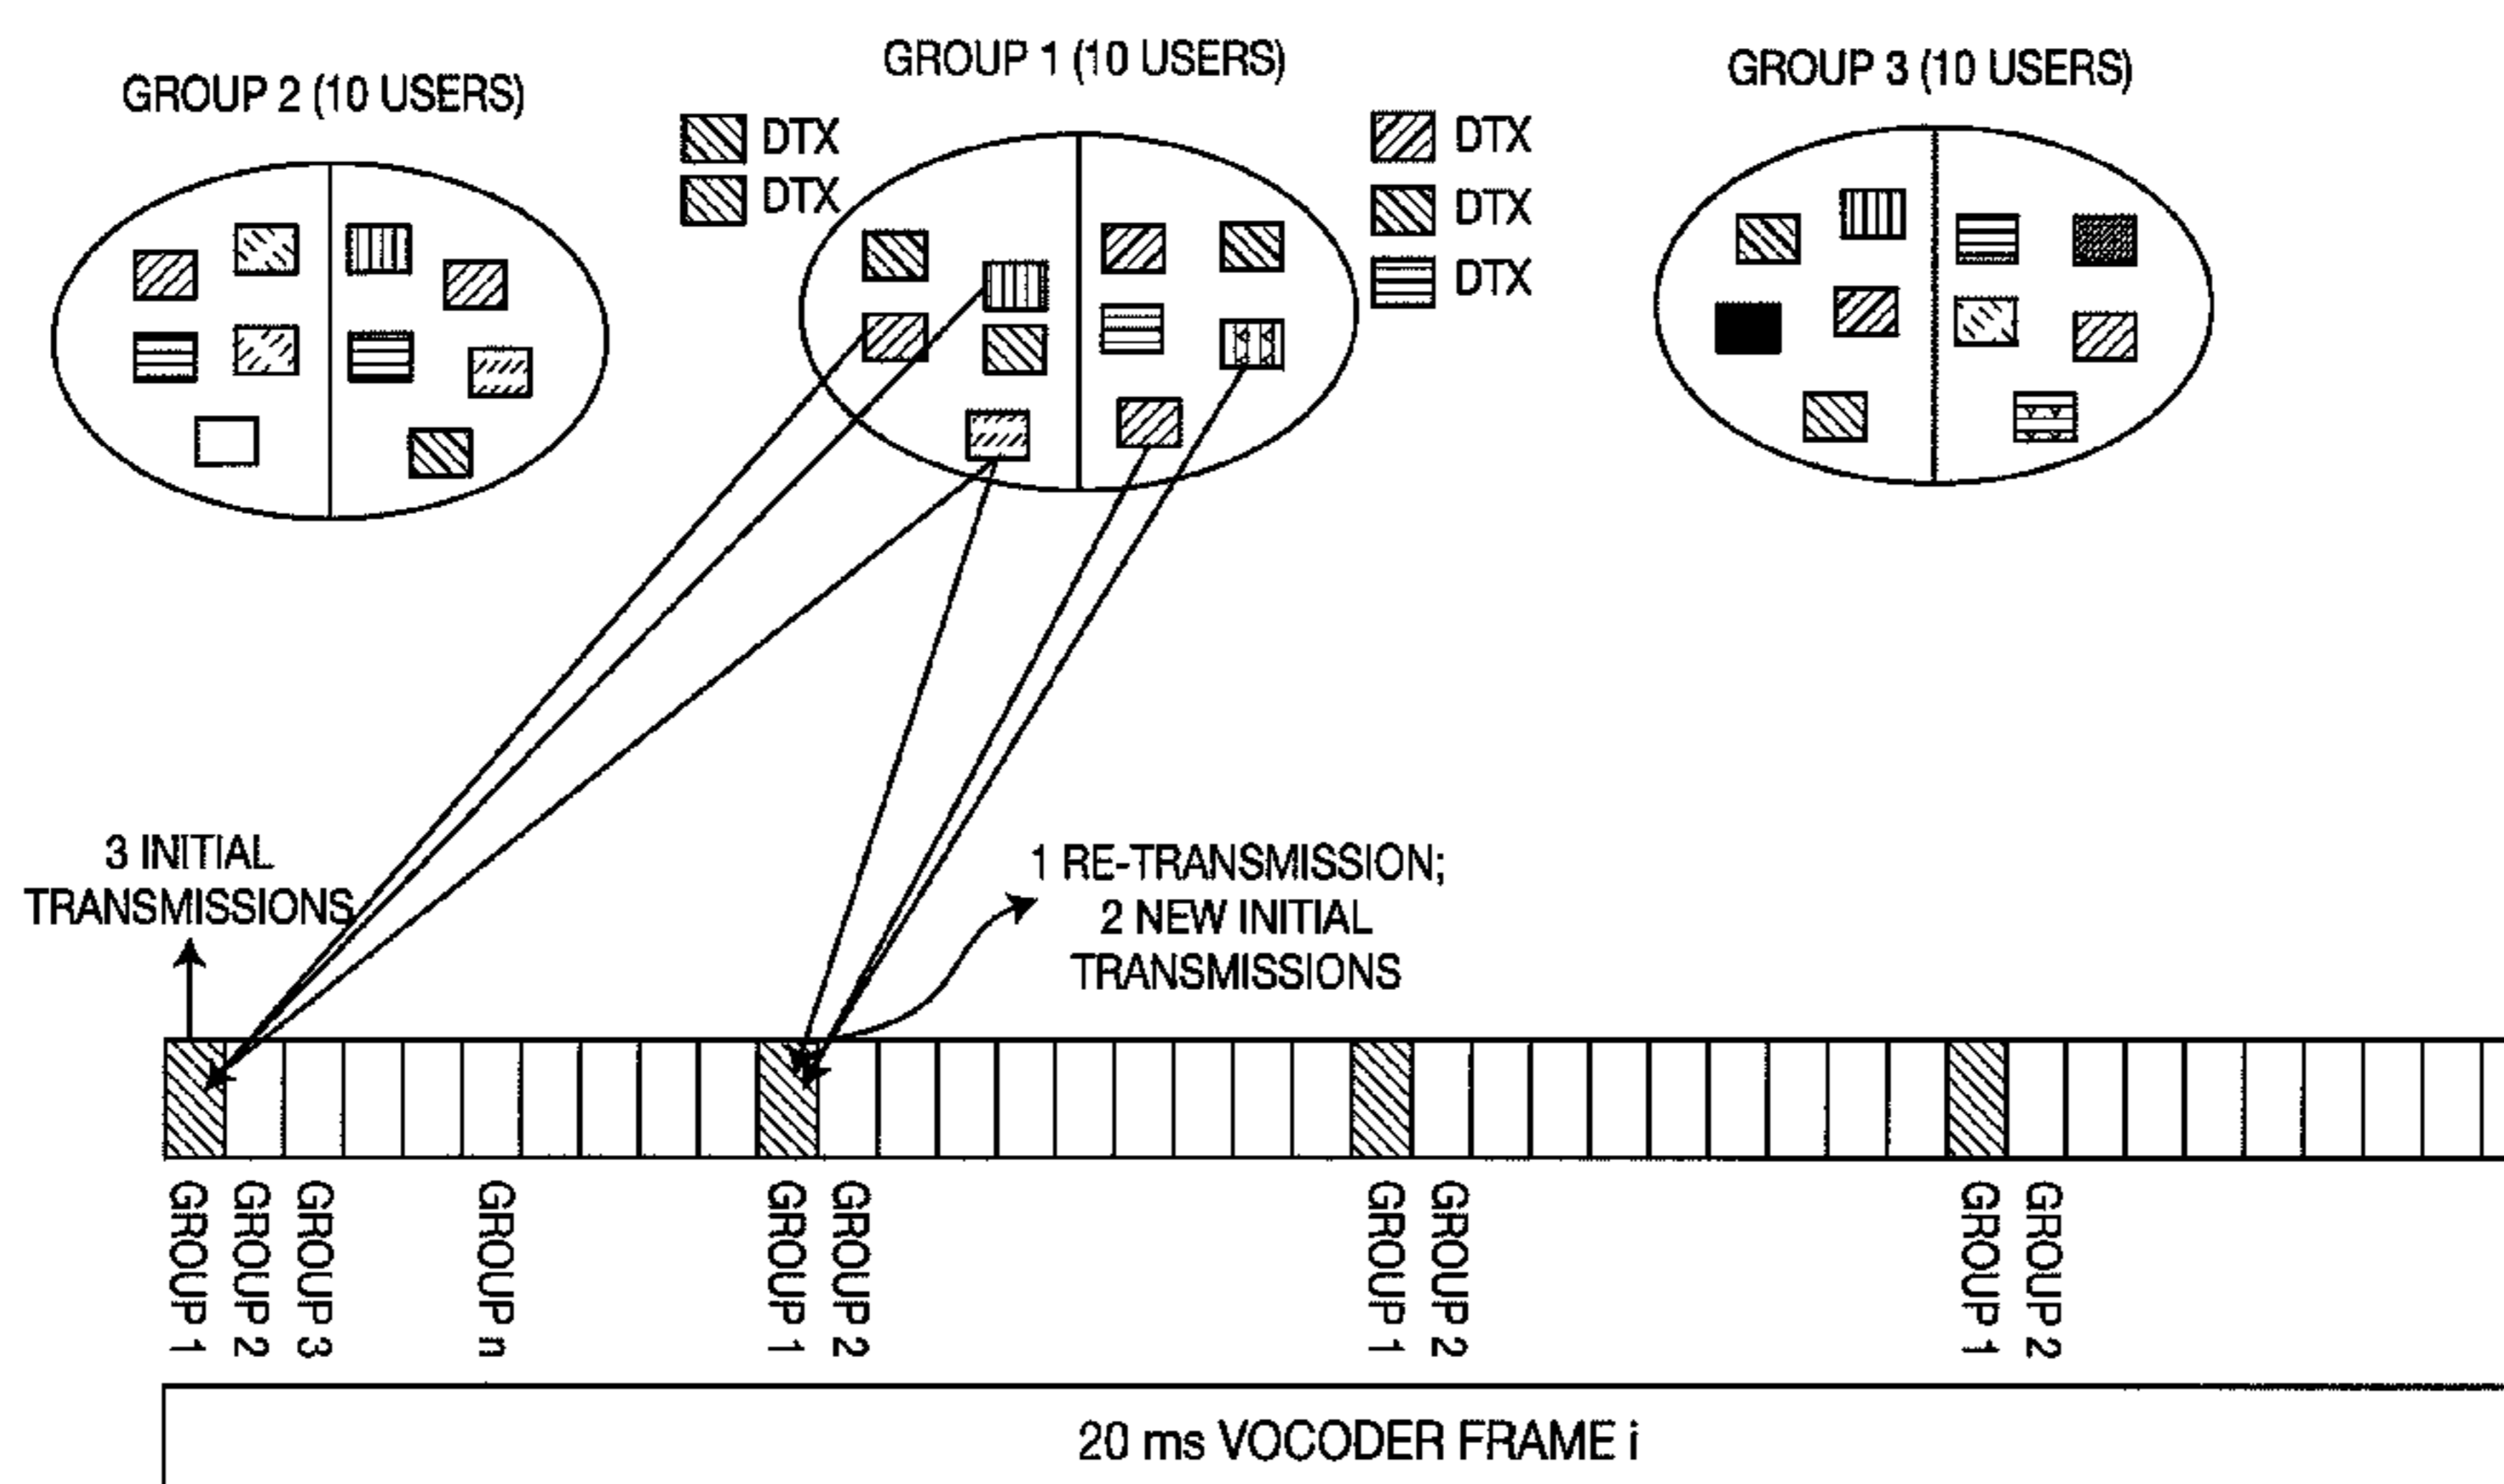 GROUP 2 (10 USERS)
GROUP 1 (10 USERS)
GROUP 3 (10 USERS)
DTX
DTX
DTX
DTX
DTX
3 INITIAL
TRANSMISSIONS
1 RE-TRANSMISSION;
2 NEW INITIAL
TRANSMISSIONS
GROUP 1
GROUP 2
GROUP 3
GROUP n
GROUP 1
GROUP 2
GROUP 1
GROUP 2
GROUP 1
GROUP 2
20 ms VOCODER FRAME i